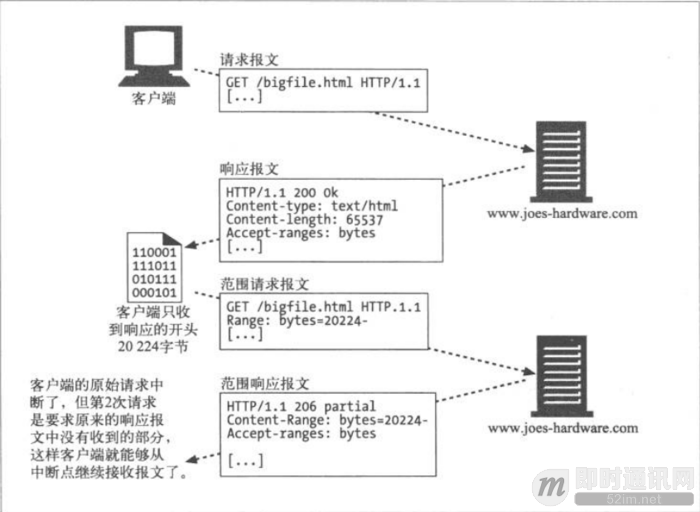 请求报文
GET /bigfile.html HTTP/1.1
[...]
客户端
响应报文
HTTP/1.1 200 Ok
Content-type: text/html
Content-length: 65537
Accept-ranges: bytes
[...]
www.joes-hardware.com
110001
111011
010111
000101
客户端只收
到响应的开头
20 224字节
范围请求报文
GET /bigfile.html HTTP.1.1
Range: bytes=20224-
[...]
客户端的原始请求中
断了，但第2次请求
是要求原来的响应报
文中没有收到的部分，
这样客户端就能够从
中断点继续接收报文了。
范围响应报文
HTTP/1.1 206 partial
Content-Range: bytes=20224-
Accept-ranges: bytes
[...]
www.joes-hardware.com
m 即时通讯网
52im.net